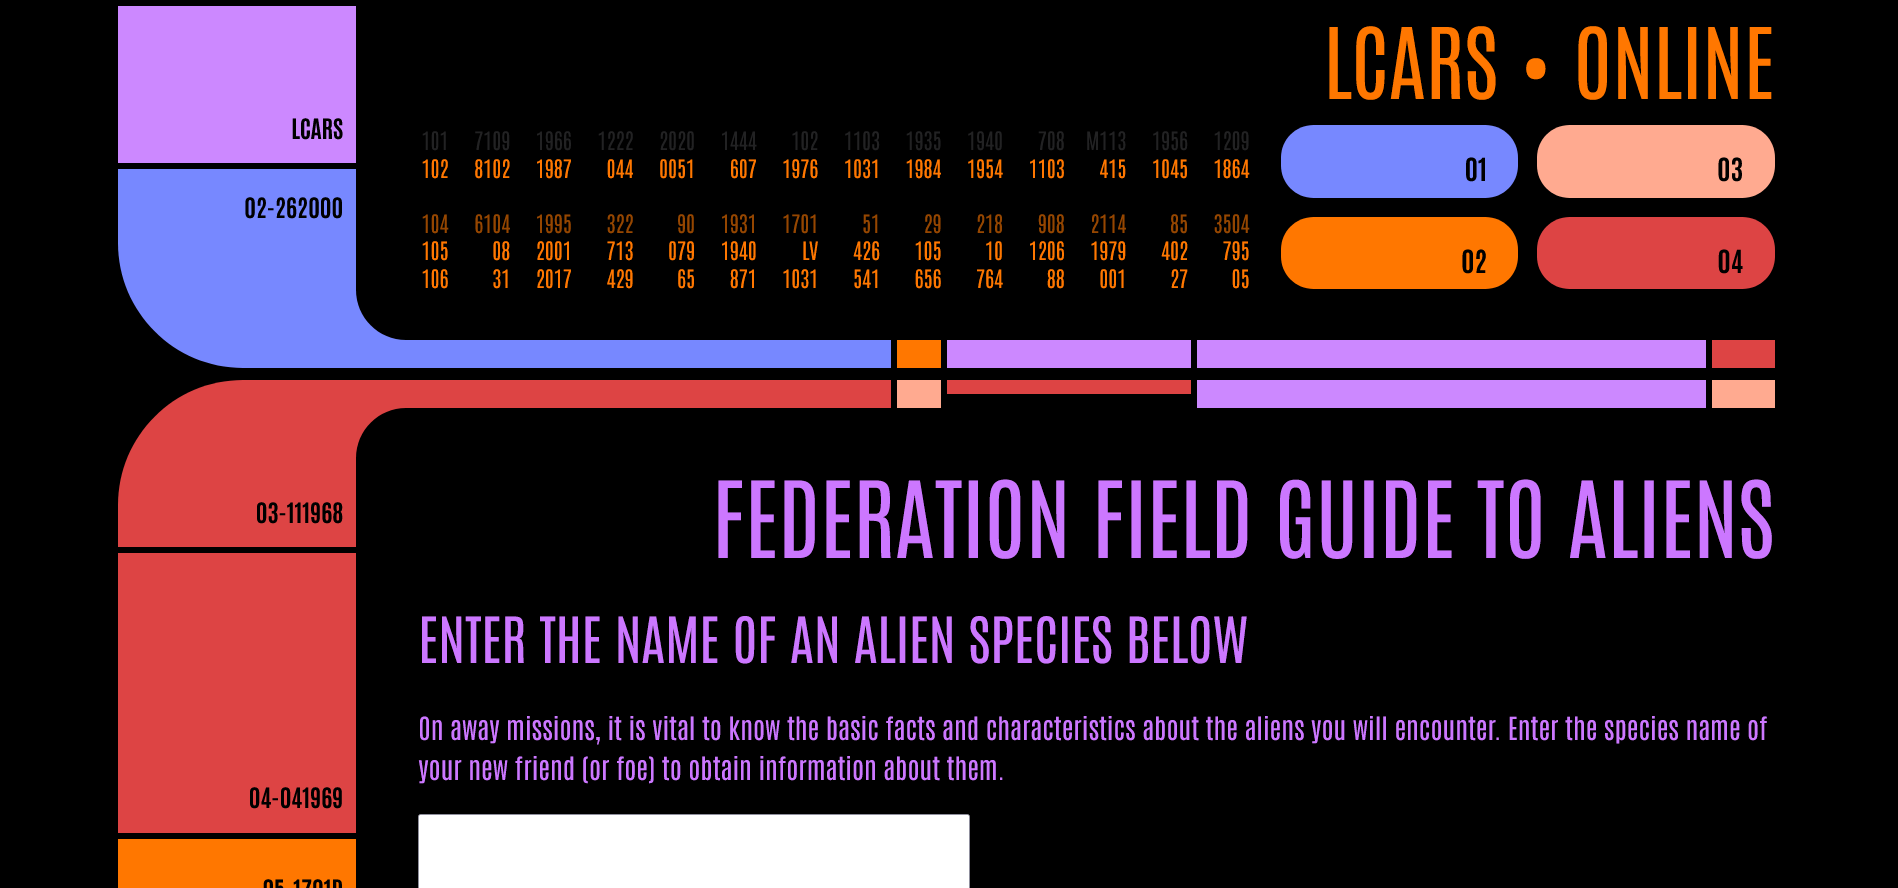 LCARS • ONLINE
LCARS
02-262000
101 7109 1966 1222 2020 1444 102 1103 1935 1940 708 M113 1956 1209
102 8102 1987 044 0051 607 1976 1031 1984 1954 1103 415 1045 1864
104 6104 1995 322 90 1931 1701 51 29 218 908 2114 85 3504
105 08 2001 713 079 1940 LV 426 105 10 1206 1979 402 795
106 31 2017 429 65 871 1031 541 656 764 88 001 27 05
01
03
02
04
03-111968
04-041969
FEDERATION FIELD GUIDE TO ALIENS
ENTER THE NAME OF AN ALIEN SPECIES BELOW
On away missions, it is vital to know the basic facts and characteristics about the aliens you will encounter. Enter the species name of
your new friend (or foe) to obtain information about them.